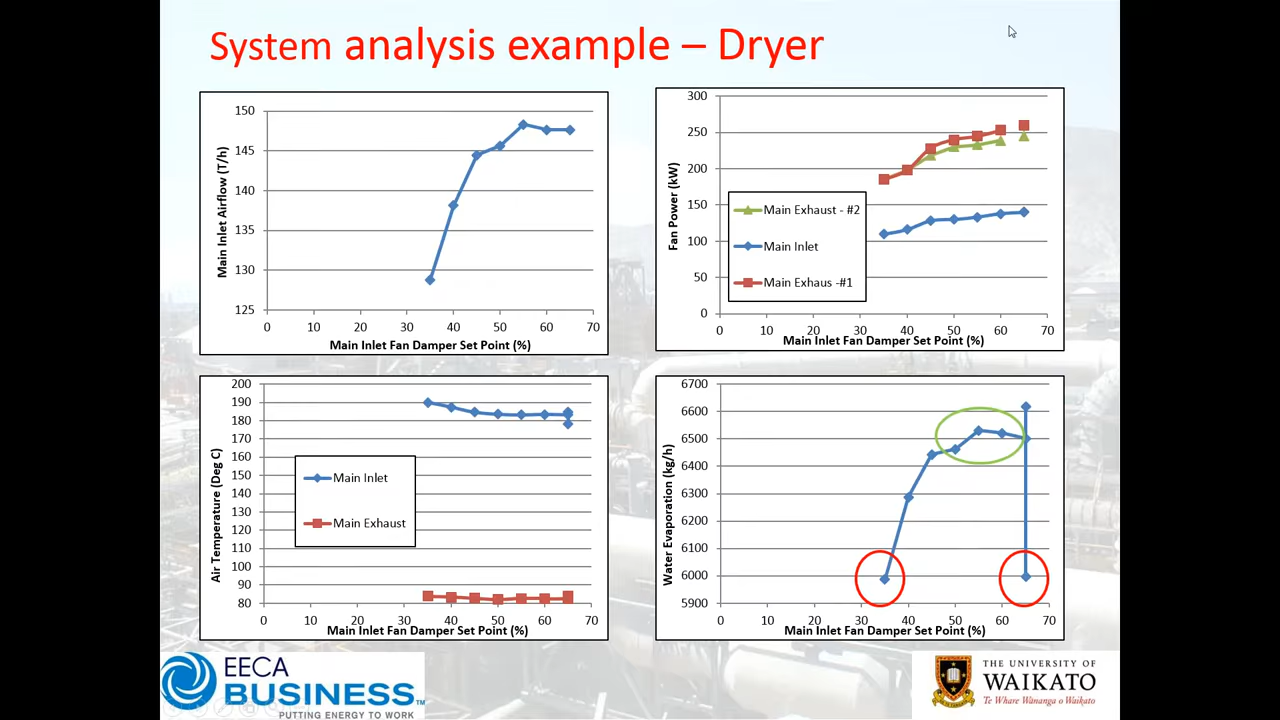 System analysis example – Dryer
150
145
140
135
130
125
0 10 20 30 40 50 60 70
Main Inlet Airflow (T/h)
Main Inlet Fan Damper Set Point (%)
300
250
200
150
100
50
0
0 10 20 30 40 50 60 70
Fan Power (kW)
Main Exhaust - #2
Main Inlet
Main Exhaus -#1
Main Inlet Fan Damper Set Point (%)
200
190
180
170
160
150
140
130
120
110
100
90
80
0 10 20 30 40 50 60 70
Air Temperature (Deg C)
Main Inlet
Main Exhaust
Main Inlet Fan Damper Set Point (%)
6700
6600
6500
6400
6300
6200
6100
6000
5900
0 10 20 30 40 50 60 70
Water Evaporation (kg/h)
Main Inlet Fan Damper Set Point (%)
EECA
BUSINESS™
PUTTING ENERGY TO WORK
THE UNIVERSITY OF
WAIKATO
Te Whare Wānanga o Waikato